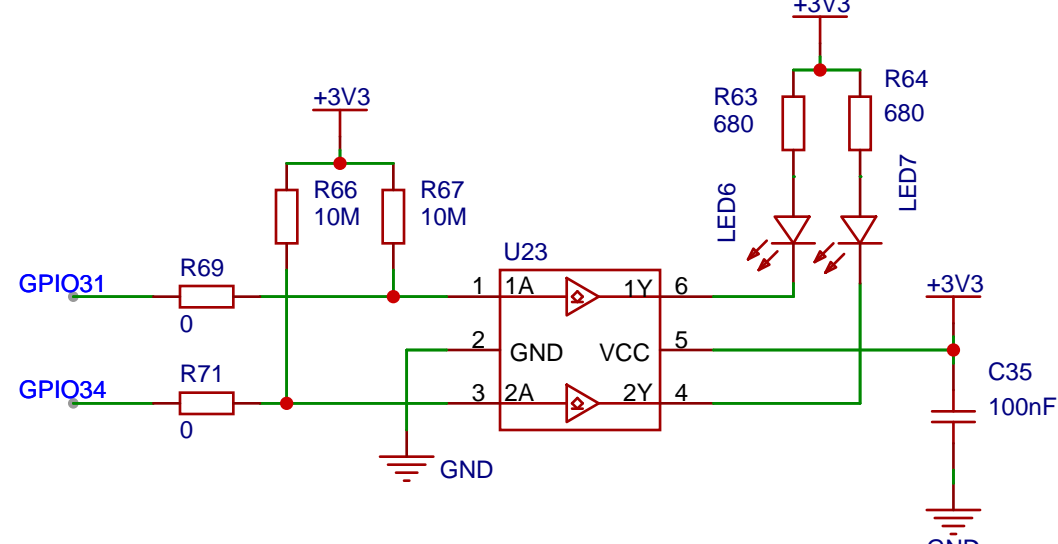 +3V3
R63
680
R64
680
+3V3
LED6
LED7
R66
10M
R67
10M
U23
GPIO31
R69
0
1
1A
1Y
6
+3V3
2
GND
VCC
5
GPIO34
R71
0
3
2A
2Y
4
C35
100nF
GND
GND